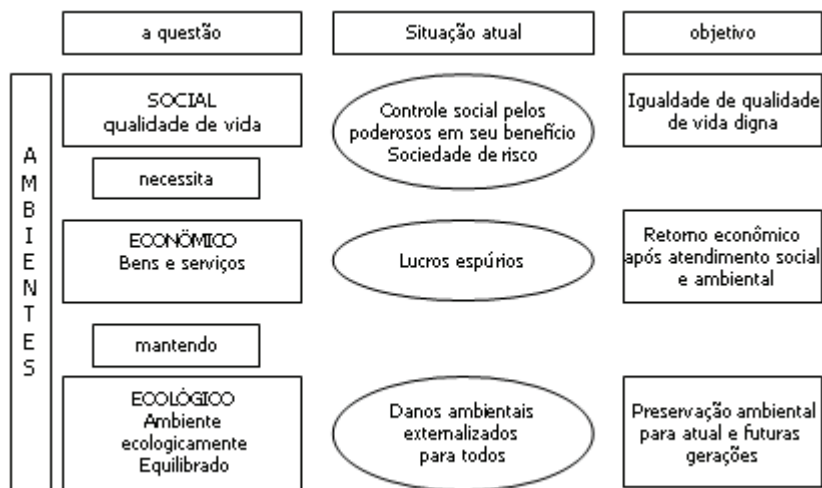 a questão
Situação atual
objetivo
AMBIENTES
SOCIAL
qualidade de vida
Controle social pelos
poderosos em seu benefício
Sociedade de risco
Igualdade de qualidade
de vida digna
necessita
ECONÔMICO
Bens e serviços
Lucros espúrios
Retorno econômico
após atendimento social
e ambiental
mantendo
ECOLÓGICO
Ambiente
ecologicamente
Equilibrado
Danos ambientais
externalizados
para todos
Preservação ambiental
para atual e futuras
gerações